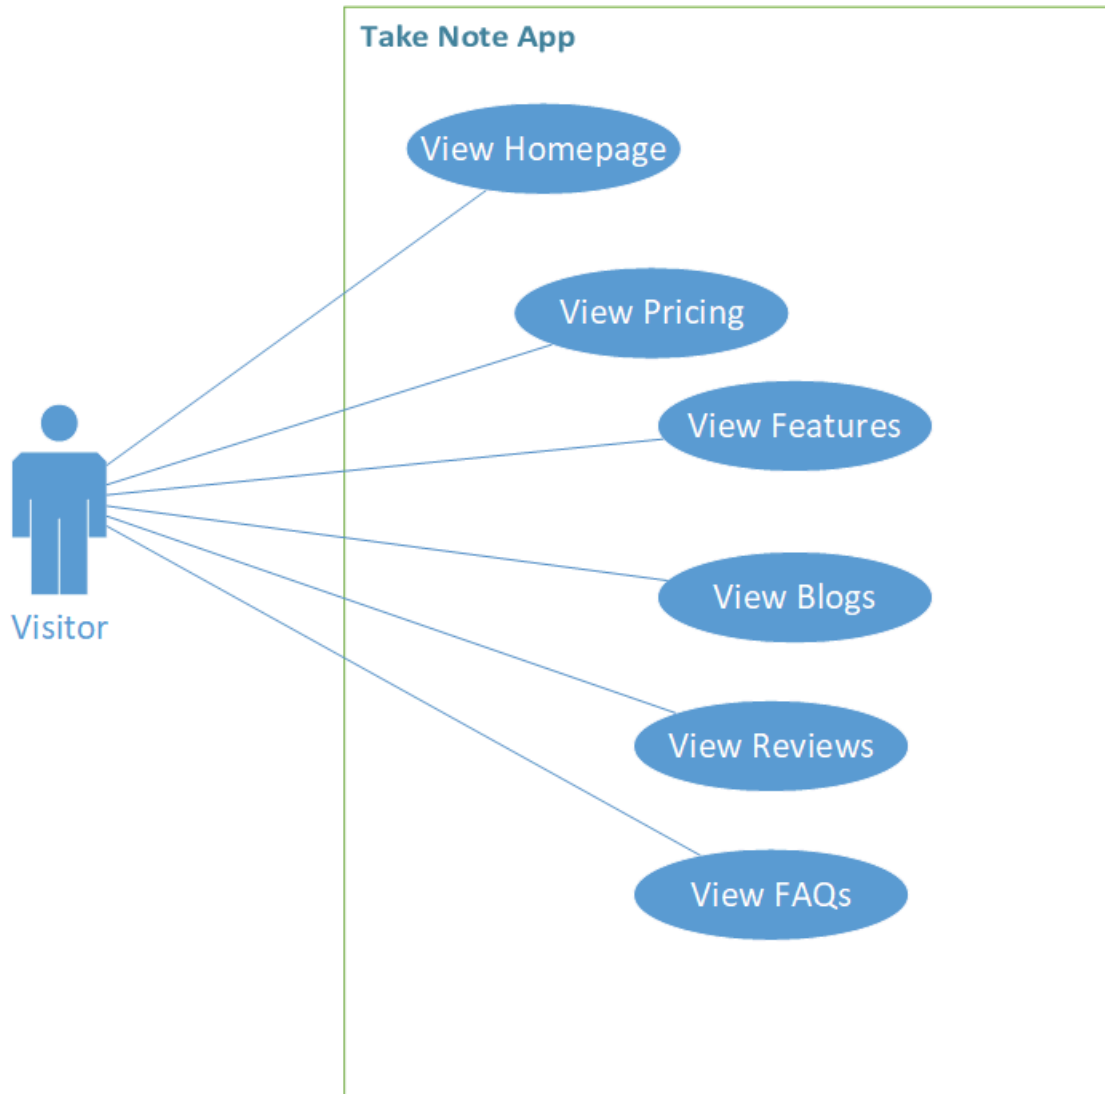 Take Note App
View Homepage
View Pricing
View Features
View Blogs
Visitor
View Reviews
View FAQs